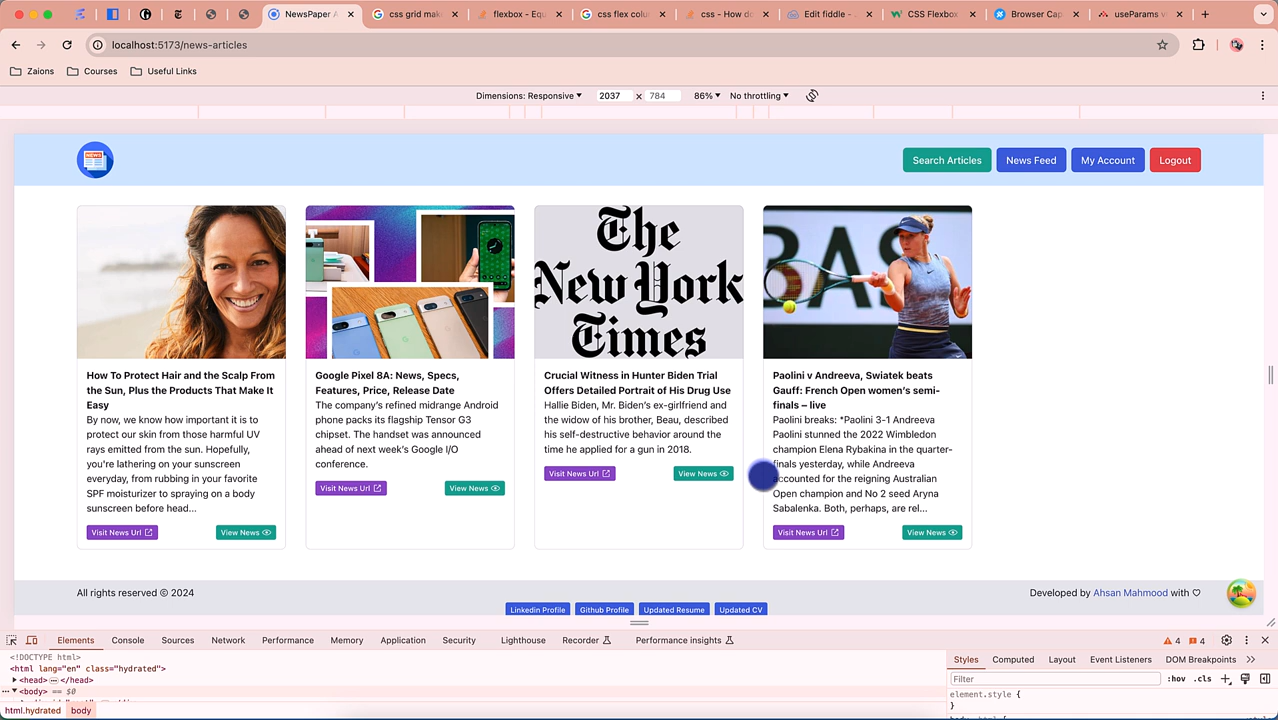 NewsPaper A
css grid mak
flexbox - Equ
css flex colu
css - How do
Edit fiddle -
CSS Flexbox
Browser Cap
useParams v
localhost:5173/news-articles
Zaions
Courses
Useful Links
Dimensions: Responsive
2037 × 784
86%
No throttling
NEWS
Search Articles
News Feed
My Account
Logout
The
New York
Times
BAS
How To Protect Hair and the Scalp From
the Sun, Plus the Products That Make It
Easy
By now, we know how important it is to
protect our skin from those harmful UV
rays emitted from the sun. Hopefully,
you're lathering on your sunscreen
everyday, from rubbing in your favorite
SPF moisturizer to spraying on a body
sunscreen before head...
Visit News Url
View News
Google Pixel 8A: News, Specs,
Features, Price, Release Date
The company's refined midrange Android
phone packs its flagship Tensor G3
chipset. The handset was announced
ahead of next week's Google I/O
conference.
Visit News Url
View News
Crucial Witness in Hunter Biden Trial
Offers Detailed Portrait of His Drug Use
Hallie Biden, Mr. Biden's ex-girlfriend and
the widow of his brother, Beau, described
his self-destructive behavior around the
time he applied for a gun in 2018.
Visit News Url
View News
Paolini v Andreeva, Swiatek beats
Gauff: French Open women's semi-
finals – live
Paolini breaks: *Paolini 3-1 Andreeva
Paolini stunned the 2022 Wimbledon
champion Elena Rybakina in the quarter-
finals yesterday, while Andreeva
accounted for the reigning Australian
Open champion and No 2 seed Aryna
Sabalenka. Both, perhaps, are rel...
Visit News Url
View News
All rights reserved © 2024
Developed by Ahsan Mahmood with ♡
Linkedin Profile
Github Profile
Updated Resume
Updated CV
Elements
Console
Sources
Network
Performance
Memory
Application
Security
Lighthouse
Recorder
Performance insights
4
4
<!DOCTYPE html>
<html lang="en" class="hydrated">
<head> … </head>
<body> == $0
html.hydrated
body
Styles
Computed
Layout
Event Listeners
DOM Breakpoints
Filter
:hov
.cls
element.style {
}